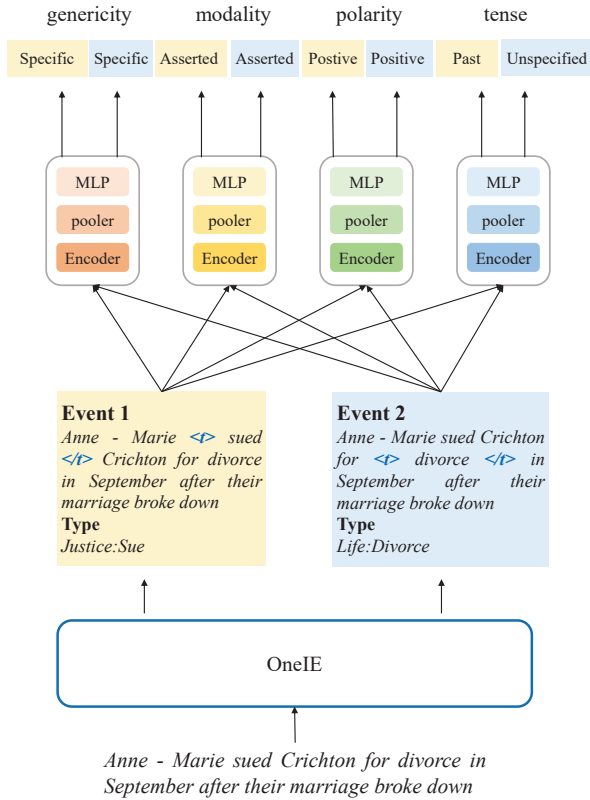 genericity modality polarity tense
Specific Specific Asserted Asserted Postive Positive Past Unspecified
MLP MLP MLP MLP
pooler pooler pooler pooler
Encoder Encoder Encoder Encoder
Event 1
Anne - Marie <t> sued
</t> Crichton for divorce
in September after their
marriage broke down
Type
Justice:Sue
Event 2
Anne - Marie sued Crichton
for <t> divorce </t> in
September after their
marriage broke down
Type
Life:Divorce
OneIE
Anne - Marie sued Crichton for divorce in
September after their marriage broke down